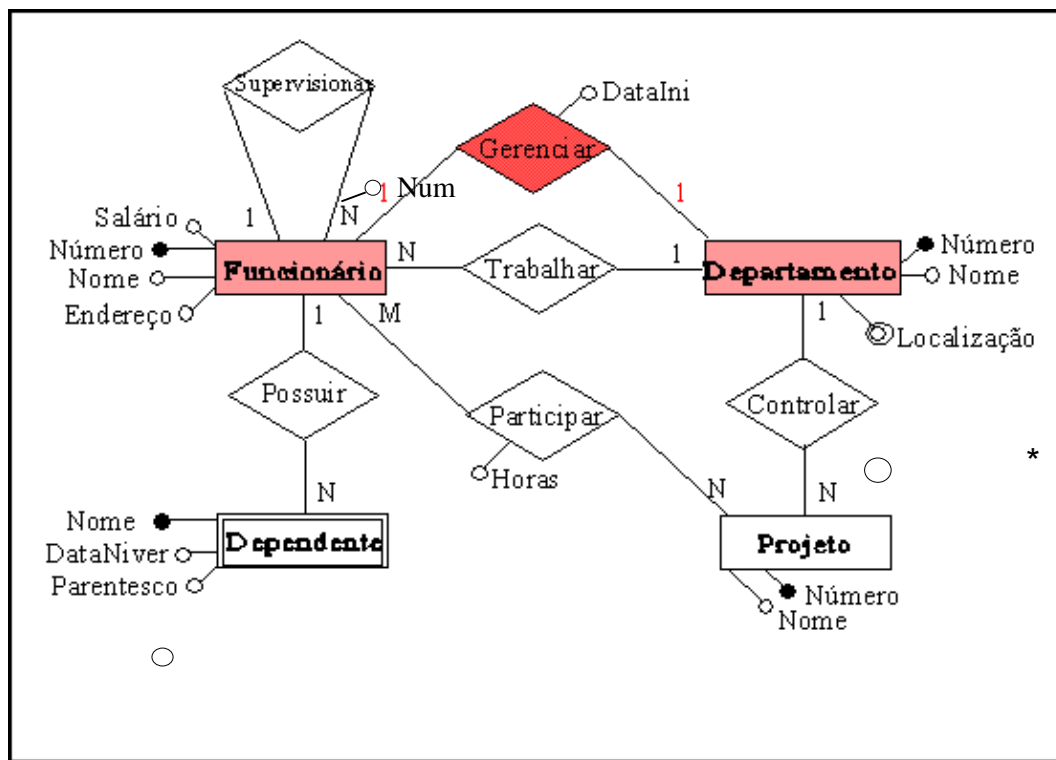 Supervisionar
DataIni
Gerenciar
1
Num
1
Salário
1
N
Número
Nome
Endereço
Funcionário
N
Trabalhar
1
Departamento
Número
Nome
Localização
1
M
1
Possuir
Participar
Controlar
Horas
*
N
N
N
Nome
DataNiver
Parentesco
Dependente
Projeto
Número
Nome